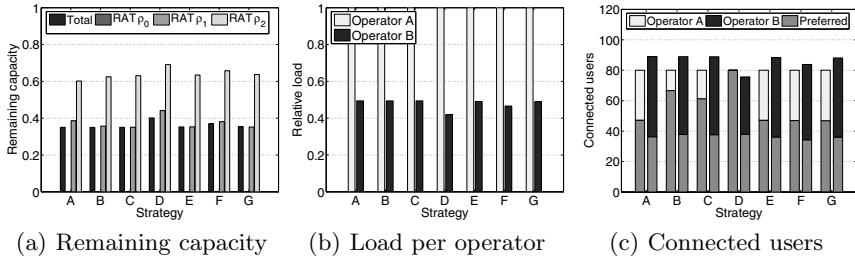 Total RAT ρ0 RAT ρ1 RAT ρ2
1
0.8
0.6
0.4
0.2
0
Remaining capacity
A B C D E F G
Strategy
(a) Remaining capacity
Operator A
Operator B
1
0.8
0.6
0.4
0.2
0
Relative load
A B C D E F G
Strategy
(b) Load per operator
Operator A Operator B Preferred
120
100
80
60
40
20
0
Connected users
A B C D E F G
Strategy
(c) Connected users